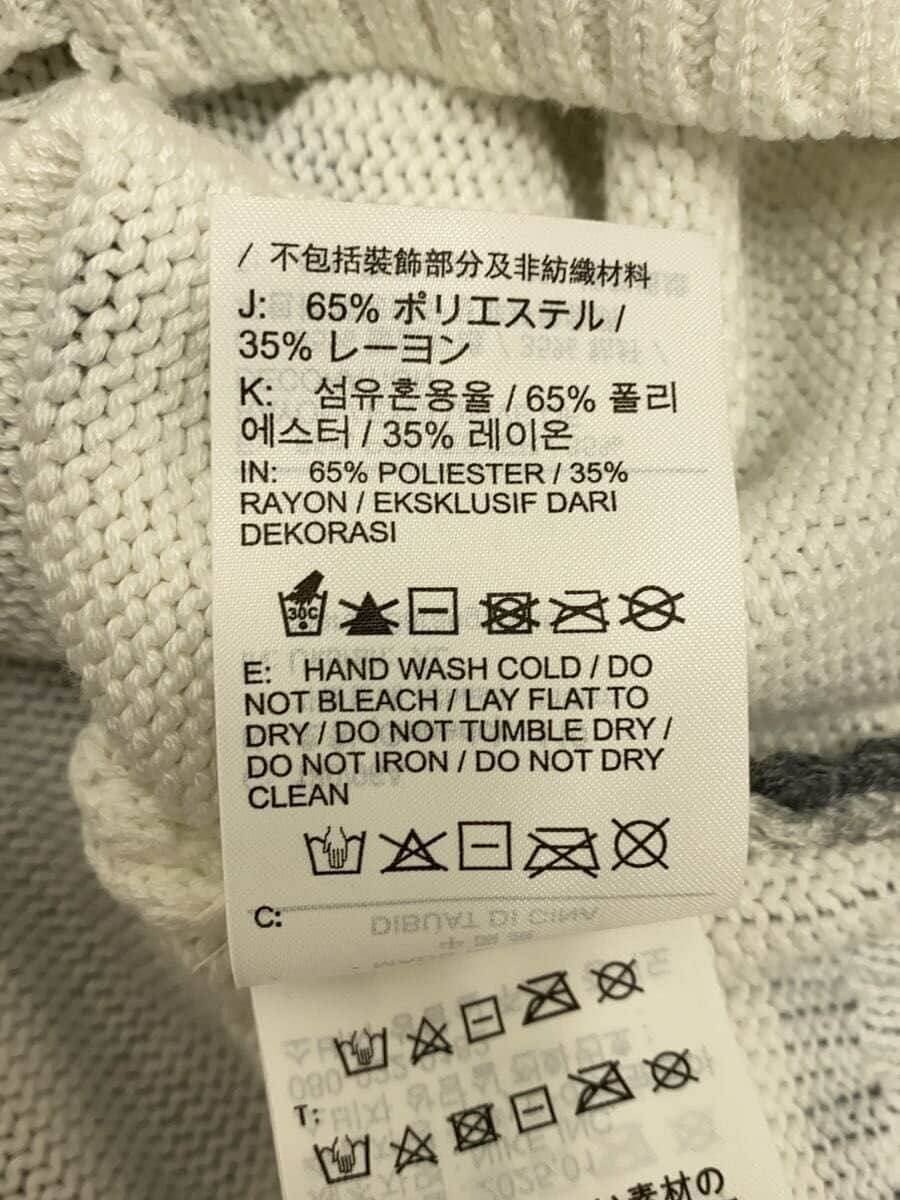 / 不包括裝飾部分及非紡織材料
J: 65% ポリエステル /
35% レーヨン
K: 섬유혼용율 / 65% 폴리
에스터 / 35% 레이온
IN: 65% POLIESTER / 35%
RAYON / EKSKLUSIF DARI
DEKORASI
30C
E: HAND WASH COLD / DO
NOT BLEACH / LAY FLAT TO
DRY / DO NOT TUMBLE DRY /
DO NOT IRON / DO NOT DRY
CLEAN
C:
T:
素材の